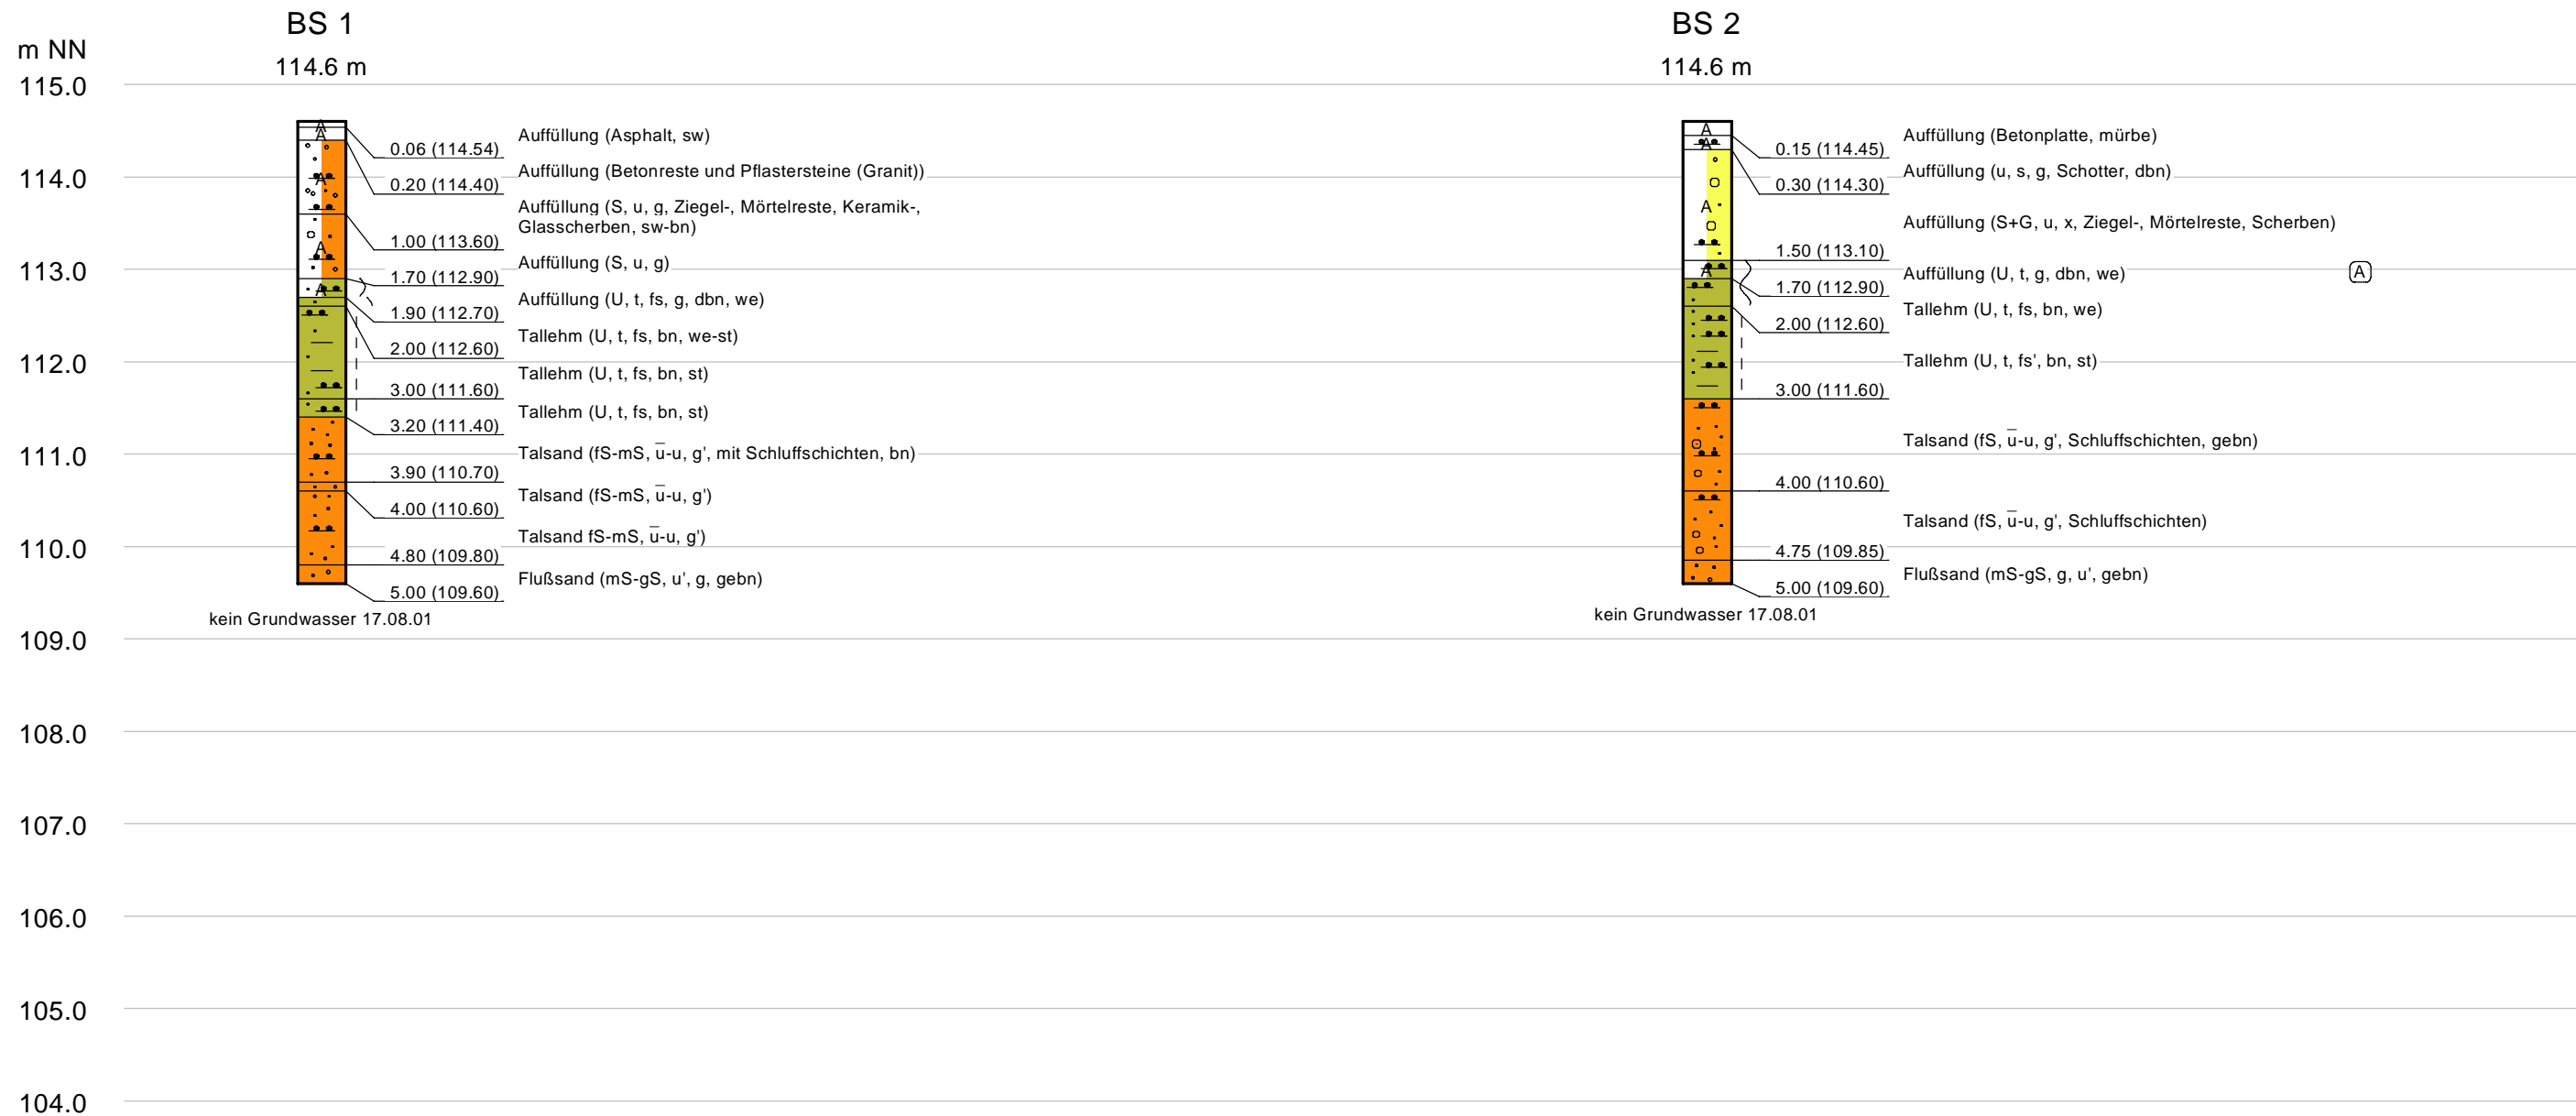 BS 1
BS 2
m NN
114.6 m
114.6 m
115.0
114.0
113.0
112.0
111.0
110.0
109.0
108.0
107.0
106.0
105.0
104.0
A
A
A
A
A
0.06 (114.54)
Auffüllung (Asphalt, sw)
0.20 (114.40)
Auffüllung (Betonreste und Pflastersteine (Granit))
1.00 (113.60)
Auffüllung (S, u, g, Ziegel-, Mörtelreste, Keramik-,
Glasscherben, sw-bn)
1.70 (112.90)
Auffüllung (S, u, g)
1.90 (112.70)
Auffüllung (U, t, fs, g, dbn, we)
2.00 (112.60)
Tallehm (U, t, fs, bn, we-st)
3.00 (111.60)
Tallehm (U, t, fs, bn, st)
3.20 (111.40)
Tallehm (U, t, fs, bn, st)
3.90 (110.70)
Talsand (fS-mS, u̅-u, g', mit Schluffschichten, bn)
4.00 (110.60)
Talsand (fS-mS, u̅-u, g')
4.80 (109.80)
Talsand fS-mS, u̅-u, g')
5.00 (109.60)
Flußsand (mS-gS, u', g, gebn)
kein Grundwasser 17.08.01
A
A
A
A
0.15 (114.45)
Auffüllung (Betonplatte, mürbe)
0.30 (114.30)
Auffüllung (u, s, g, Schotter, dbn)
1.50 (113.10)
Auffüllung (S+G, u, x, Ziegel-, Mörtelreste, Scherben)
1.70 (112.90)
Auffüllung (U, t, g, dbn, we)
A
2.00 (112.60)
Tallehm (U, t, fs, bn, we)
3.00 (111.60)
Tallehm (U, t, fs', bn, st)
4.00 (110.60)
Talsand (fS, u̅-u, g', Schluffschichten, gebn)
4.75 (109.85)
Talsand (fS, u̅-u, g', Schluffschichten)
5.00 (109.60)
Flußsand (mS-gS, g, u', gebn)
kein Grundwasser 17.08.01